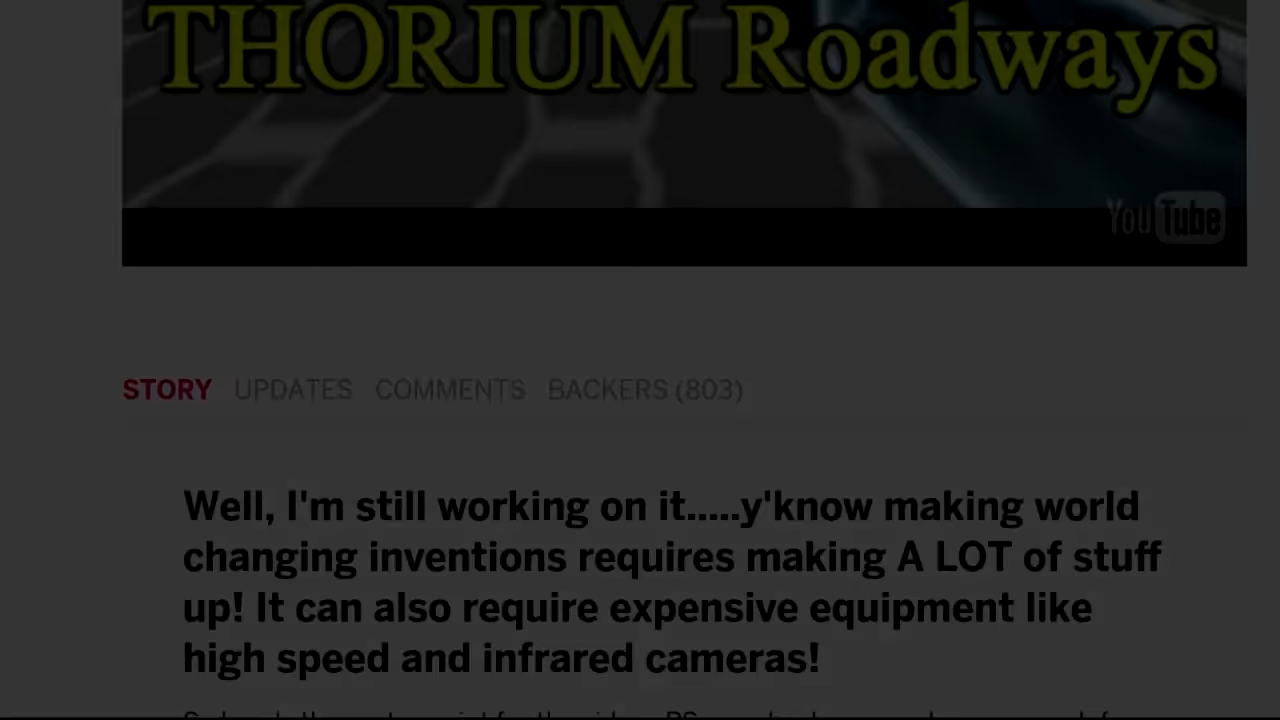 THORIUM Roadways
YouTube
STORY UPDATES COMMENTS BACKERS (803)
Well, I'm still working on it.....y'know making world
changing inventions requires making A LOT of stuff
up! It can also require expensive equipment like
high speed and infrared cameras!